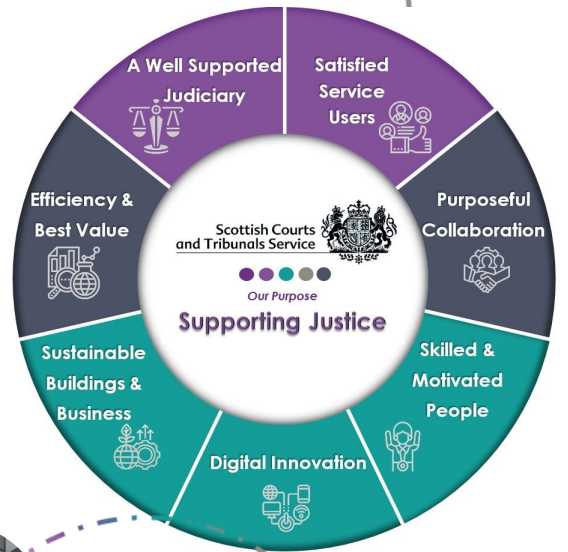 A Well Supported
Judiciary
Satisfied
Service
Users
Efficiency &
Best Value
Purposeful
Collaboration
Scottish Courts
and Tribunals Service
Our Purpose
Supporting Justice
Sustainable
Buildings &
Business
Skilled &
Motivated
People
Digital Innovation